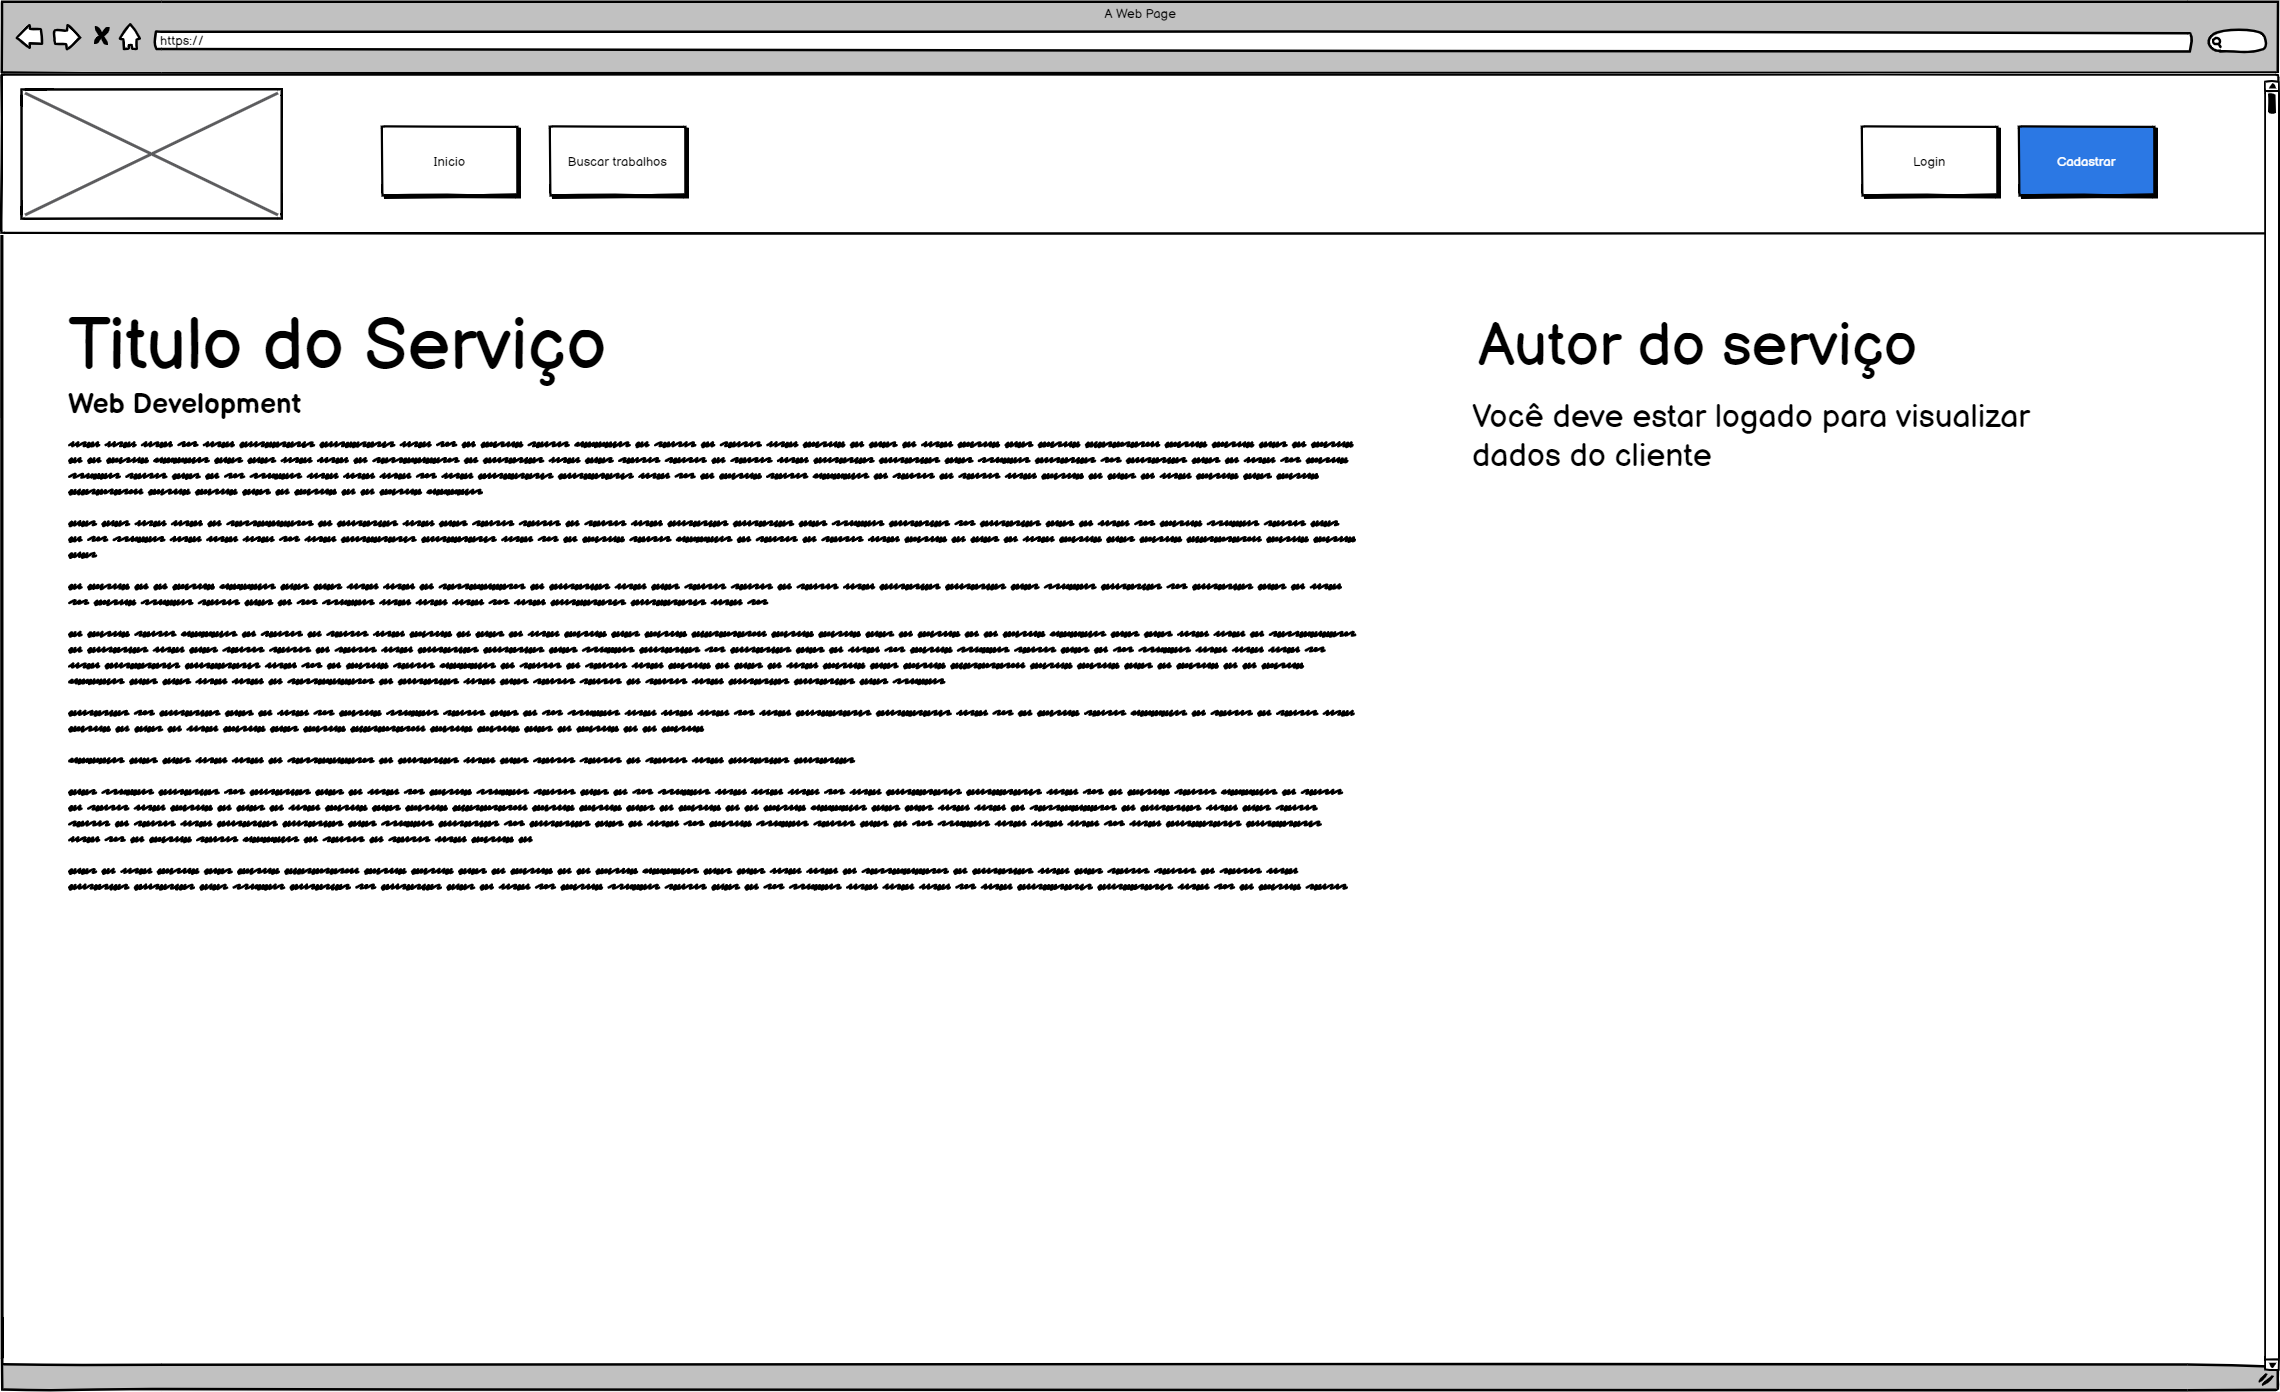 A Web Page
https://
Inicio
Buscar trabalhos
Login
Cadastrar
Titulo do Serviço
Web Development
Autor do serviço
Você deve estar logado para visualizar
dados do cliente